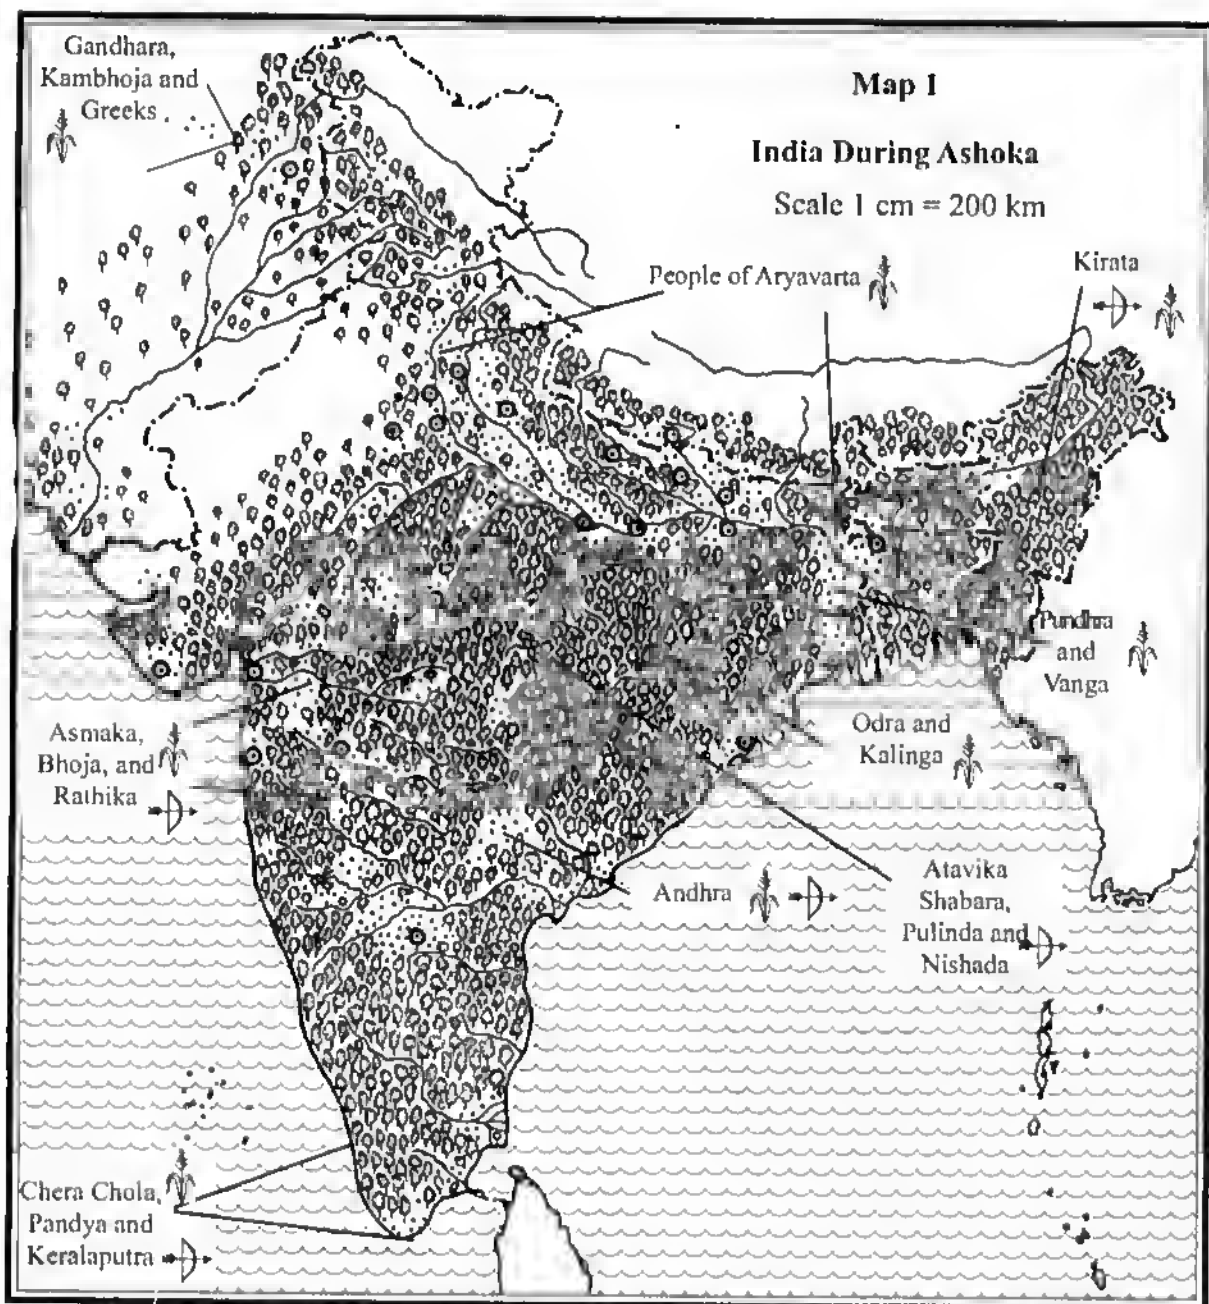 Gandhara,
Kambhoja and
Greeks
Map I
India During Ashoka
Scale 1 cm = 200 km
People of Aryavarta
Kirata
Pundhra
and
Vanga
Asmaka,
Bhoja, and
Rathika
Odra and
Kalinga
Andhra
Atavika
Shabara,
Pulinda and
Nishada
Chera Chola,
Pandya and
Keralaputra